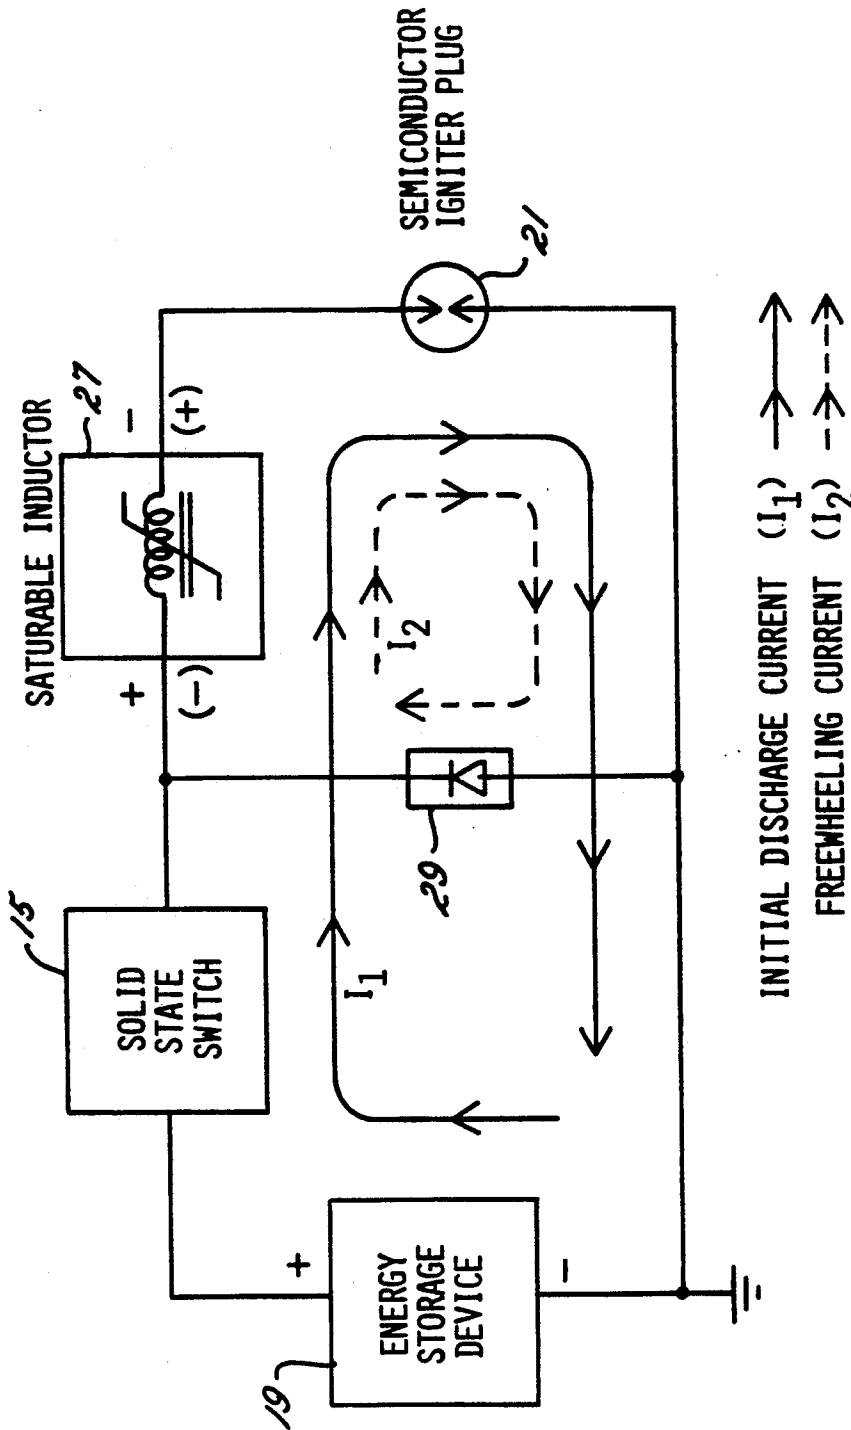 SATURABLE INDUCTOR
27
+
(-)
-
(+)
15
SOLID
STATE
SWITCH
SEMICONDUCTOR
IGNITER PLUG
21
29
I1
I2
19
ENERGY
STORAGE
DEVICE
+
-
INITIAL DISCHARGE CURRENT (I1)
FREEWHEELING CURRENT (I2)